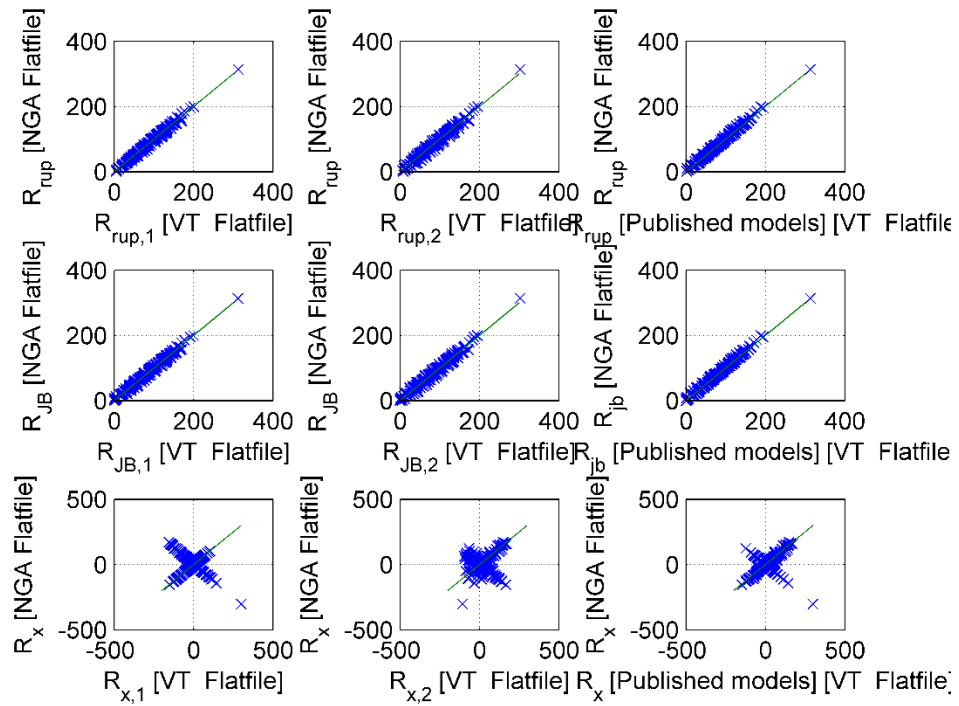 400
200
0
R_rup [NGA Flatfile]
0 200 400
R_rup,1 [VT Flatfile]
400
200
0
R_rup [NGA Flatfile]
0 200 400
R_rup,2 [VT Flatfile]
400
200
0
R_rup [NGA Flatfile]
0 200 400
R_rup [Published models] [VT Flatfile
400
200
0
R_JB [NGA Flatfile]
0 200 400
R_JB,1 [VT Flatfile]
400
200
0
R_JB [NGA Flatfile]
0 200 400
R_JB,2 [VT Flatfile]
400
200
0
R_jb [NGA Flatfile]
0 200 400
R_jb [Published models] [VT Flatfile
500
0
-500
R_x [NGA Flatfile]
-500 0 500
R_x,1 [VT Flatfile]
500
0
-500
R_x [NGA Flatfile]
-500 0 500
R_x,2 [VT Flatfile]
500
0
-500
R_x [NGA Flatfile]
-500 0 500
R_x [Published models] [VT Flatfile